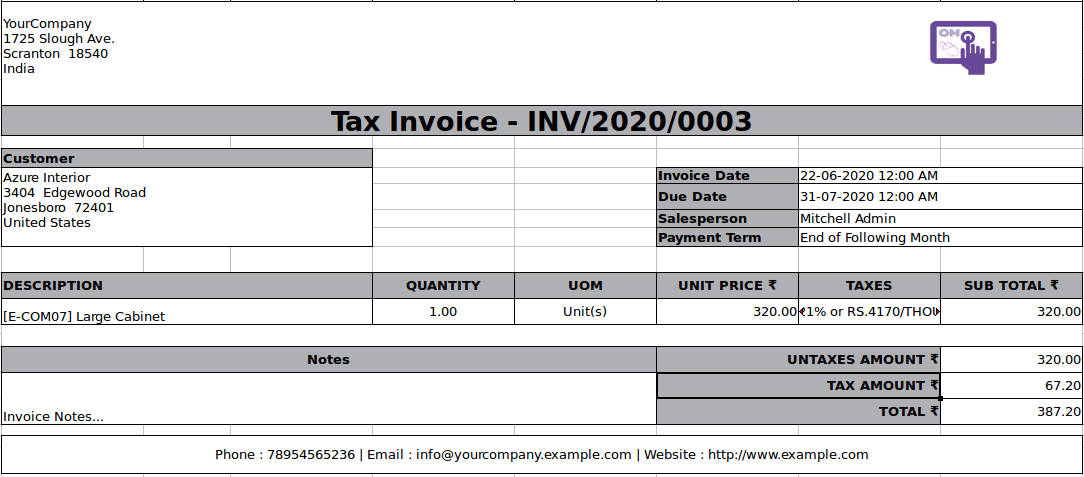 YourCompany
1725 Slough Ave.
Scranton 18540
India
OM
Tax Invoice - INV/2020/0003
Customer
Azure Interior
3404 Edgewood Road
Jonesboro 72401
United States
Invoice Date 22-06-2020 12:00 AM
Due Date 31-07-2020 12:00 AM
Salesperson Mitchell Admin
Payment Term End of Following Month
DESCRIPTION QUANTITY UOM UNIT PRICE ₹ TAXES SUB TOTAL ₹
[E-COM07] Large Cabinet 1.00 Unit(s) 320.00 1% or RS.4170/THOU 320.00
Notes UNTAXES AMOUNT ₹ 320.00
TAX AMOUNT ₹ 67.20
Invoice Notes... TOTAL ₹ 387.20
Phone : 78954565236 | Email : info@yourcompany.example.com | Website : http://www.example.com